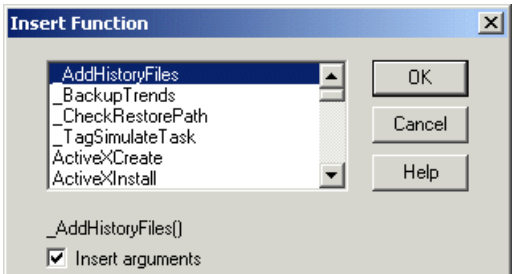 Insert Function
_AddHistoryFiles
_BackupTrends
_CheckRestorePath
_TagSimulateTask
ActiveXCreate
ActiveXInstall
OK
Cancel
Help
_AddHistoryFiles()
Insert arguments